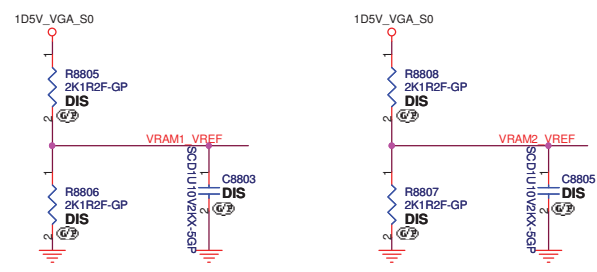 1D5V_VGA_S0
1
R8805
2K1R2F-GP
DIS
G/P
2
VRAM1_VREF
1
R8806
2K1R2F-GP
DIS
G/P
2
SCD1U10V2KX-5GP
1
C8803
DIS
G/P
2
1D5V_VGA_S0
1
R8808
2K1R2F-GP
DIS
G/P
2
VRAM2_VREF
1
R8807
2K1R2F-GP
DIS
G/P
2
SCD1U10V2KX-5GP
1
C8805
DIS
G/P
2